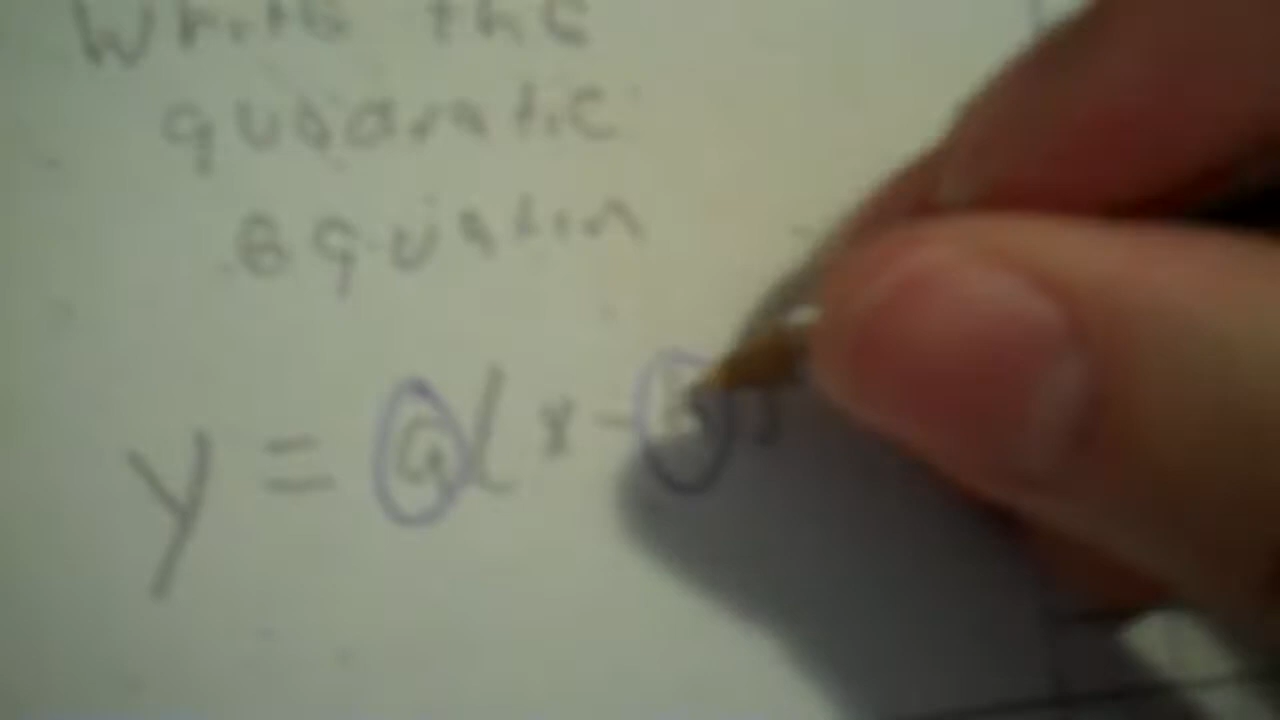 Write the
quadratic
equation
y = a(x-